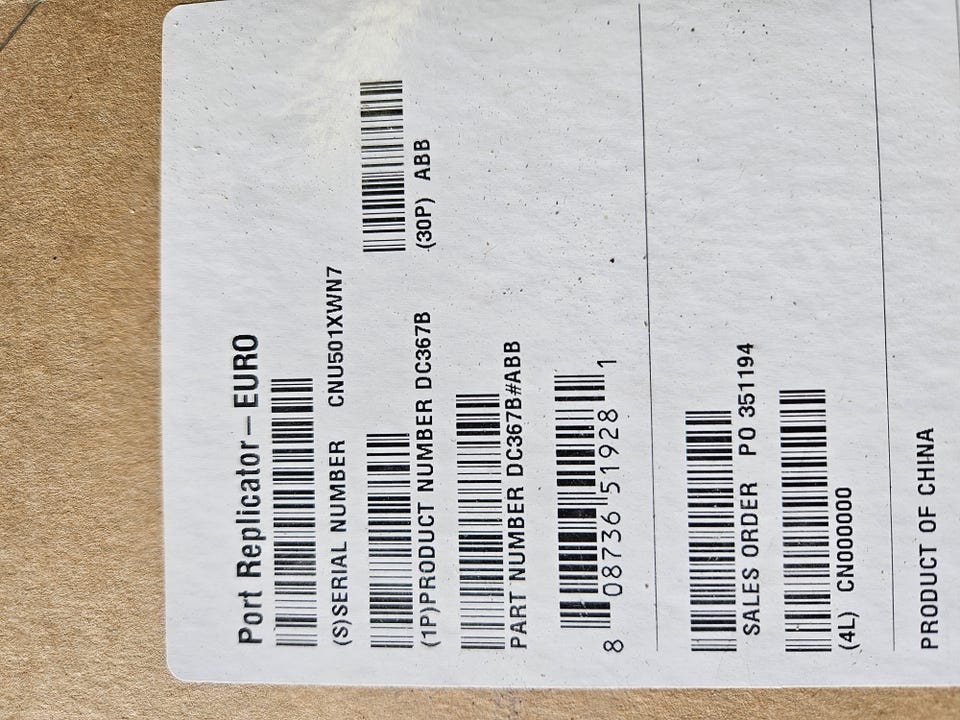 Port Replicator-EURO
(S)SERIAL NUMBER CNU501XWN7
(1P)PRODUCT NUMBER DC367B (30P) ABB
PART NUMBER DC367B#ABB
8 08736 51928 1
SALES ORDER PO 351194
(4L) CN000000
PRODUCT OF CHINA